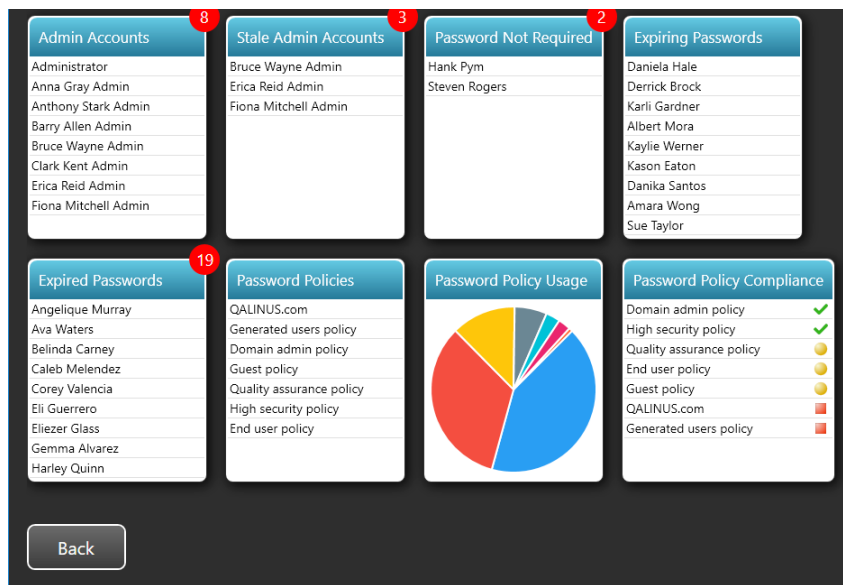 8
Admin Accounts
Administrator
Anna Gray Admin
Anthony Stark Admin
Barry Allen Admin
Bruce Wayne Admin
Clark Kent Admin
Erica Reid Admin
Fiona Mitchell Admin
3
Stale Admin Accounts
Bruce Wayne Admin
Erica Reid Admin
Fiona Mitchell Admin
2
Password Not Required
Hank Pym
Steven Rogers
Expiring Passwords
Daniela Hale
Derrick Brock
Karli Gardner
Albert Mora
Kaylie Werner
Kason Eaton
Danika Santos
Amara Wong
Sue Taylor
19
Expired Passwords
Angelique Murray
Ava Waters
Belinda Carney
Caleb Melendez
Corey Valencia
Eli Guerrero
Eliezer Glass
Gemma Alvarez
Harley Quinn
Password Policies
QALINUS.com
Generated users policy
Domain admin policy
Guest policy
Quality assurance policy
High security policy
End user policy
Password Policy Usage
Password Policy Compliance
Domain admin policy
High security policy
Quality assurance policy
End user policy
Guest policy
QALINUS.com
Generated users policy
Back